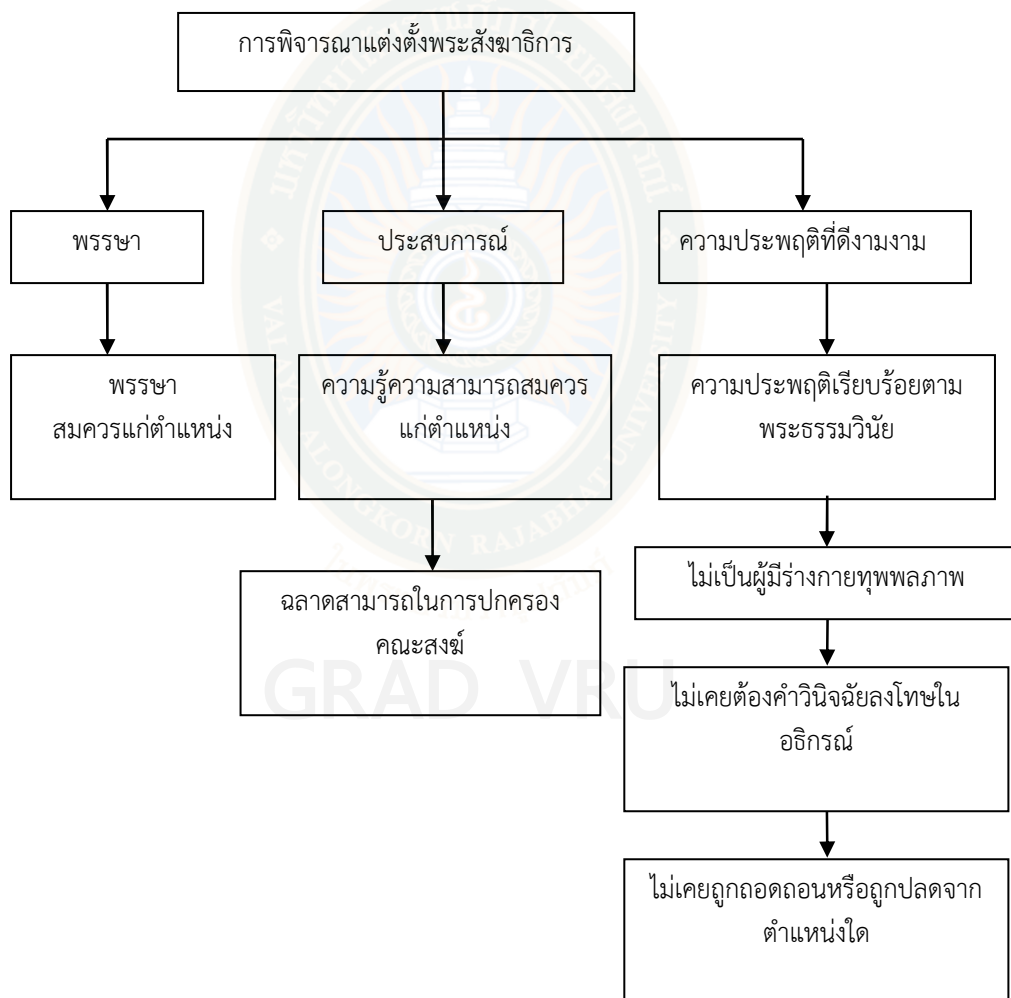 การพิจารณาแต่งตั้งพระสังฆาธิการ
พรรษา
ประสบการณ์
ความประพฤติที่ดีงามงาม
พรรษา
สมควรแก่ตำแหน่ง
ความรู้ความสามารถสมควร
แก่ตำแหน่ง
ความประพฤติเรียบร้อยตาม
พระธรรมวินัย
ฉลาดสามารถในการปกครอง
คณะสงฆ์
ไม่เป็นผู้มีร่างกายทุพพลภาพ
ไม่เคยต้องคำวินิจฉัยลงโทษใน
อธิกรณ์
ไม่เคยถูกถอดถอนหรือถูกปลดจาก
ตำแหน่งใด
VALAYA ALONGKORN RAJABHAT UNIVERSITY
GRAD VRU